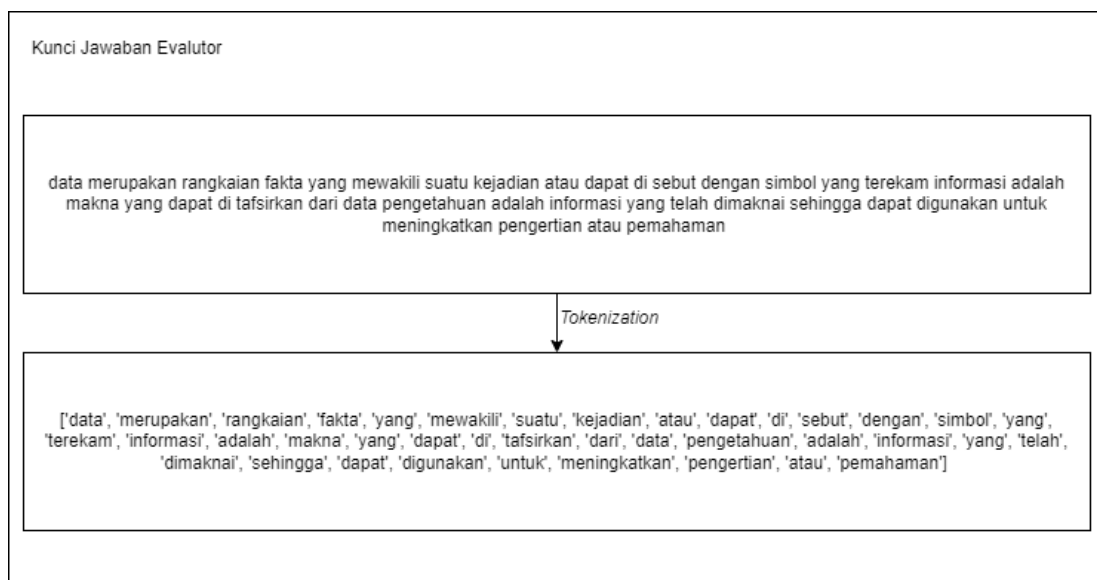 Kunci Jawaban Evalutor
data merupakan rangkaian fakta yang mewakili suatu kejadian atau dapat di sebut dengan simbol yang terekam informasi adalah
makna yang dapat di tafsirkan dari data pengetahuan adalah informasi yang telah dimaknai sehingga dapat digunakan untuk
meningkatkan pengertian atau pemahaman
Tokenization
['data', 'merupakan', 'rangkaian', 'fakta', 'yang', 'mewakili', 'suatu', 'kejadian', 'atau', 'dapat', 'di', 'sebut', 'dengan', 'simbol', 'yang',
'terekam', 'informasi', 'adalah', 'makna', 'yang', 'dapat', 'di', 'tafsirkan', 'dari', 'data', 'pengetahuan', 'adalah', 'informasi', 'yang', 'telah',
'dimaknai', 'sehingga', 'dapat', 'digunakan', 'untuk', 'meningkatkan', 'pengertian', 'atau', 'pemahaman']